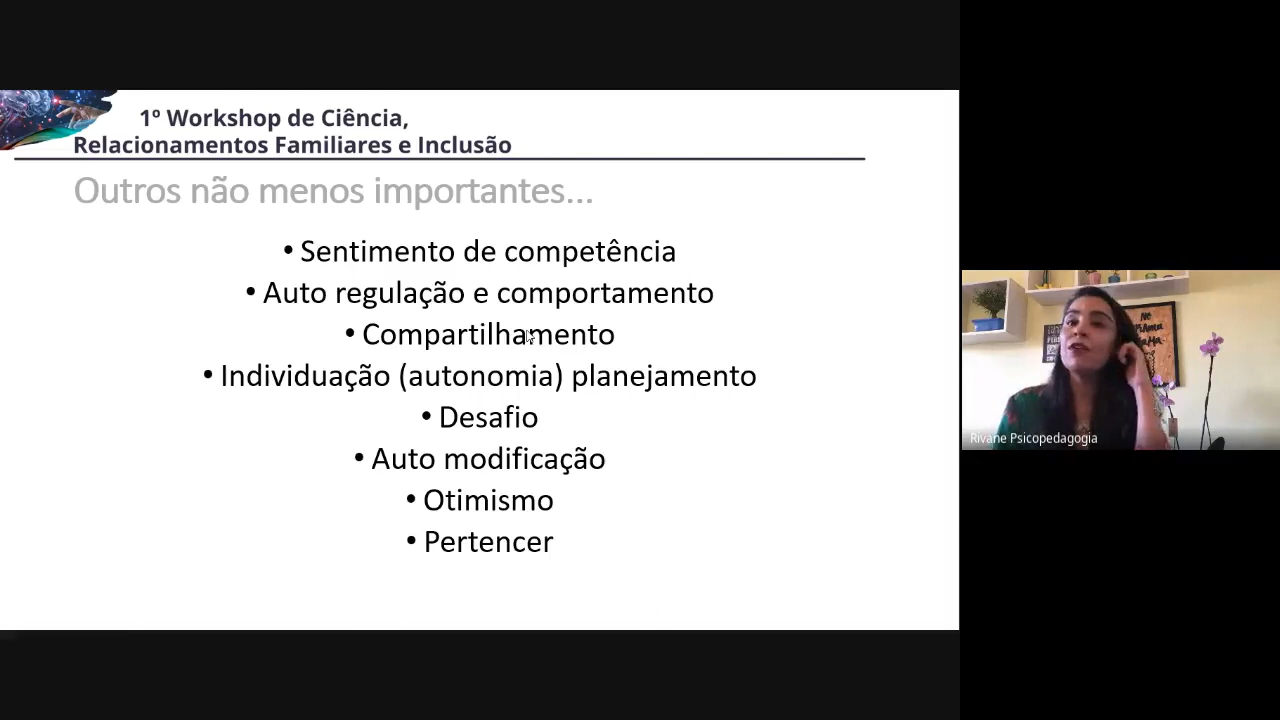 1º Workshop de Ciência,
Relacionamentos Familiares e Inclusão
Outros não menos importantes...
• Sentimento de competência
• Auto regulação e comportamento
• Compartilhamento
• Individuação (autonomia) planejamento
• Desafio
• Auto modificação
• Otimismo
• Pertencer
Rivane Psicopedagogia